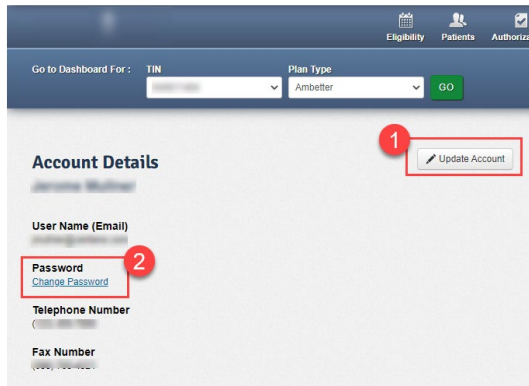 Eligibility Patients Authoriza
Go to Dashboard For : TIN Plan Type
Ambetter GO
1
Update Account
Account Details
User Name (Email)
2
Password
Change Password
Telephone Number
(
Fax Number